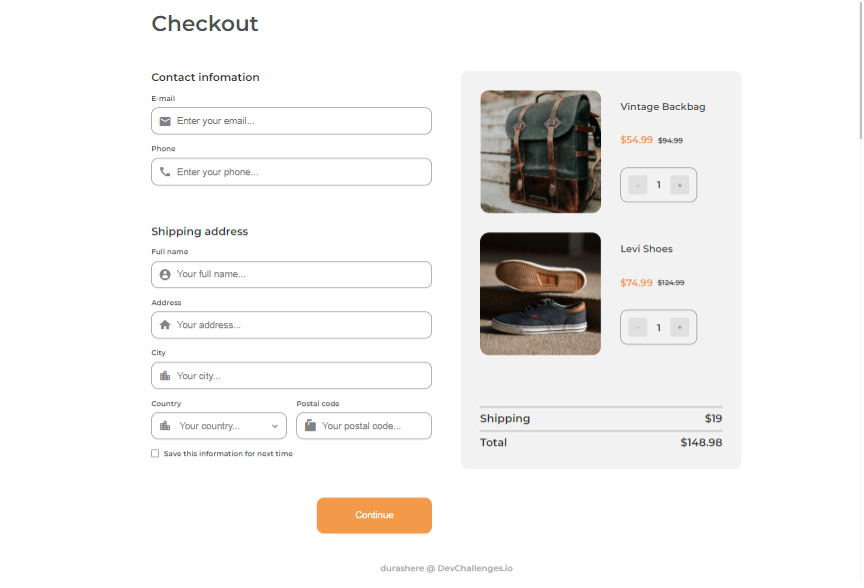 Checkout
Contact infomation
E-mail
Enter your email...
Phone
Enter your phone...
Shipping address
Full name
Your full name...
Address
Your address...
City
Your city...
Country
Postal code
Your country...
Your postal code...
Save this information for next time
Continue
Vintage Backbag
$54.99 $94.99
- 1 +
Levi Shoes
$74.99 $124.99
- 1 +
Shipping $19
Total $148.98
durashere @ DevChallenges.io